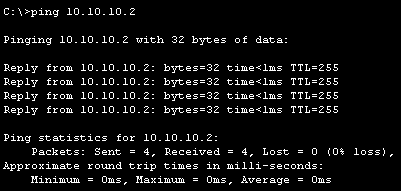 C:\>ping 10.10.10.2
Pinging 10.10.10.2 with 32 bytes of data:
Reply from 10.10.10.2: bytes=32 time<1ms TTL=255
Reply from 10.10.10.2: bytes=32 time<1ms TTL=255
Reply from 10.10.10.2: bytes=32 time<1ms TTL=255
Reply from 10.10.10.2: bytes=32 time<1ms TTL=255
Ping statistics for 10.10.10.2:
Packets: Sent = 4, Received = 4, Lost = 0 (0% loss),
Approximate round trip times in milli-seconds:
Minimum = 0ms, Maximum = 0ms, Average = 0ms